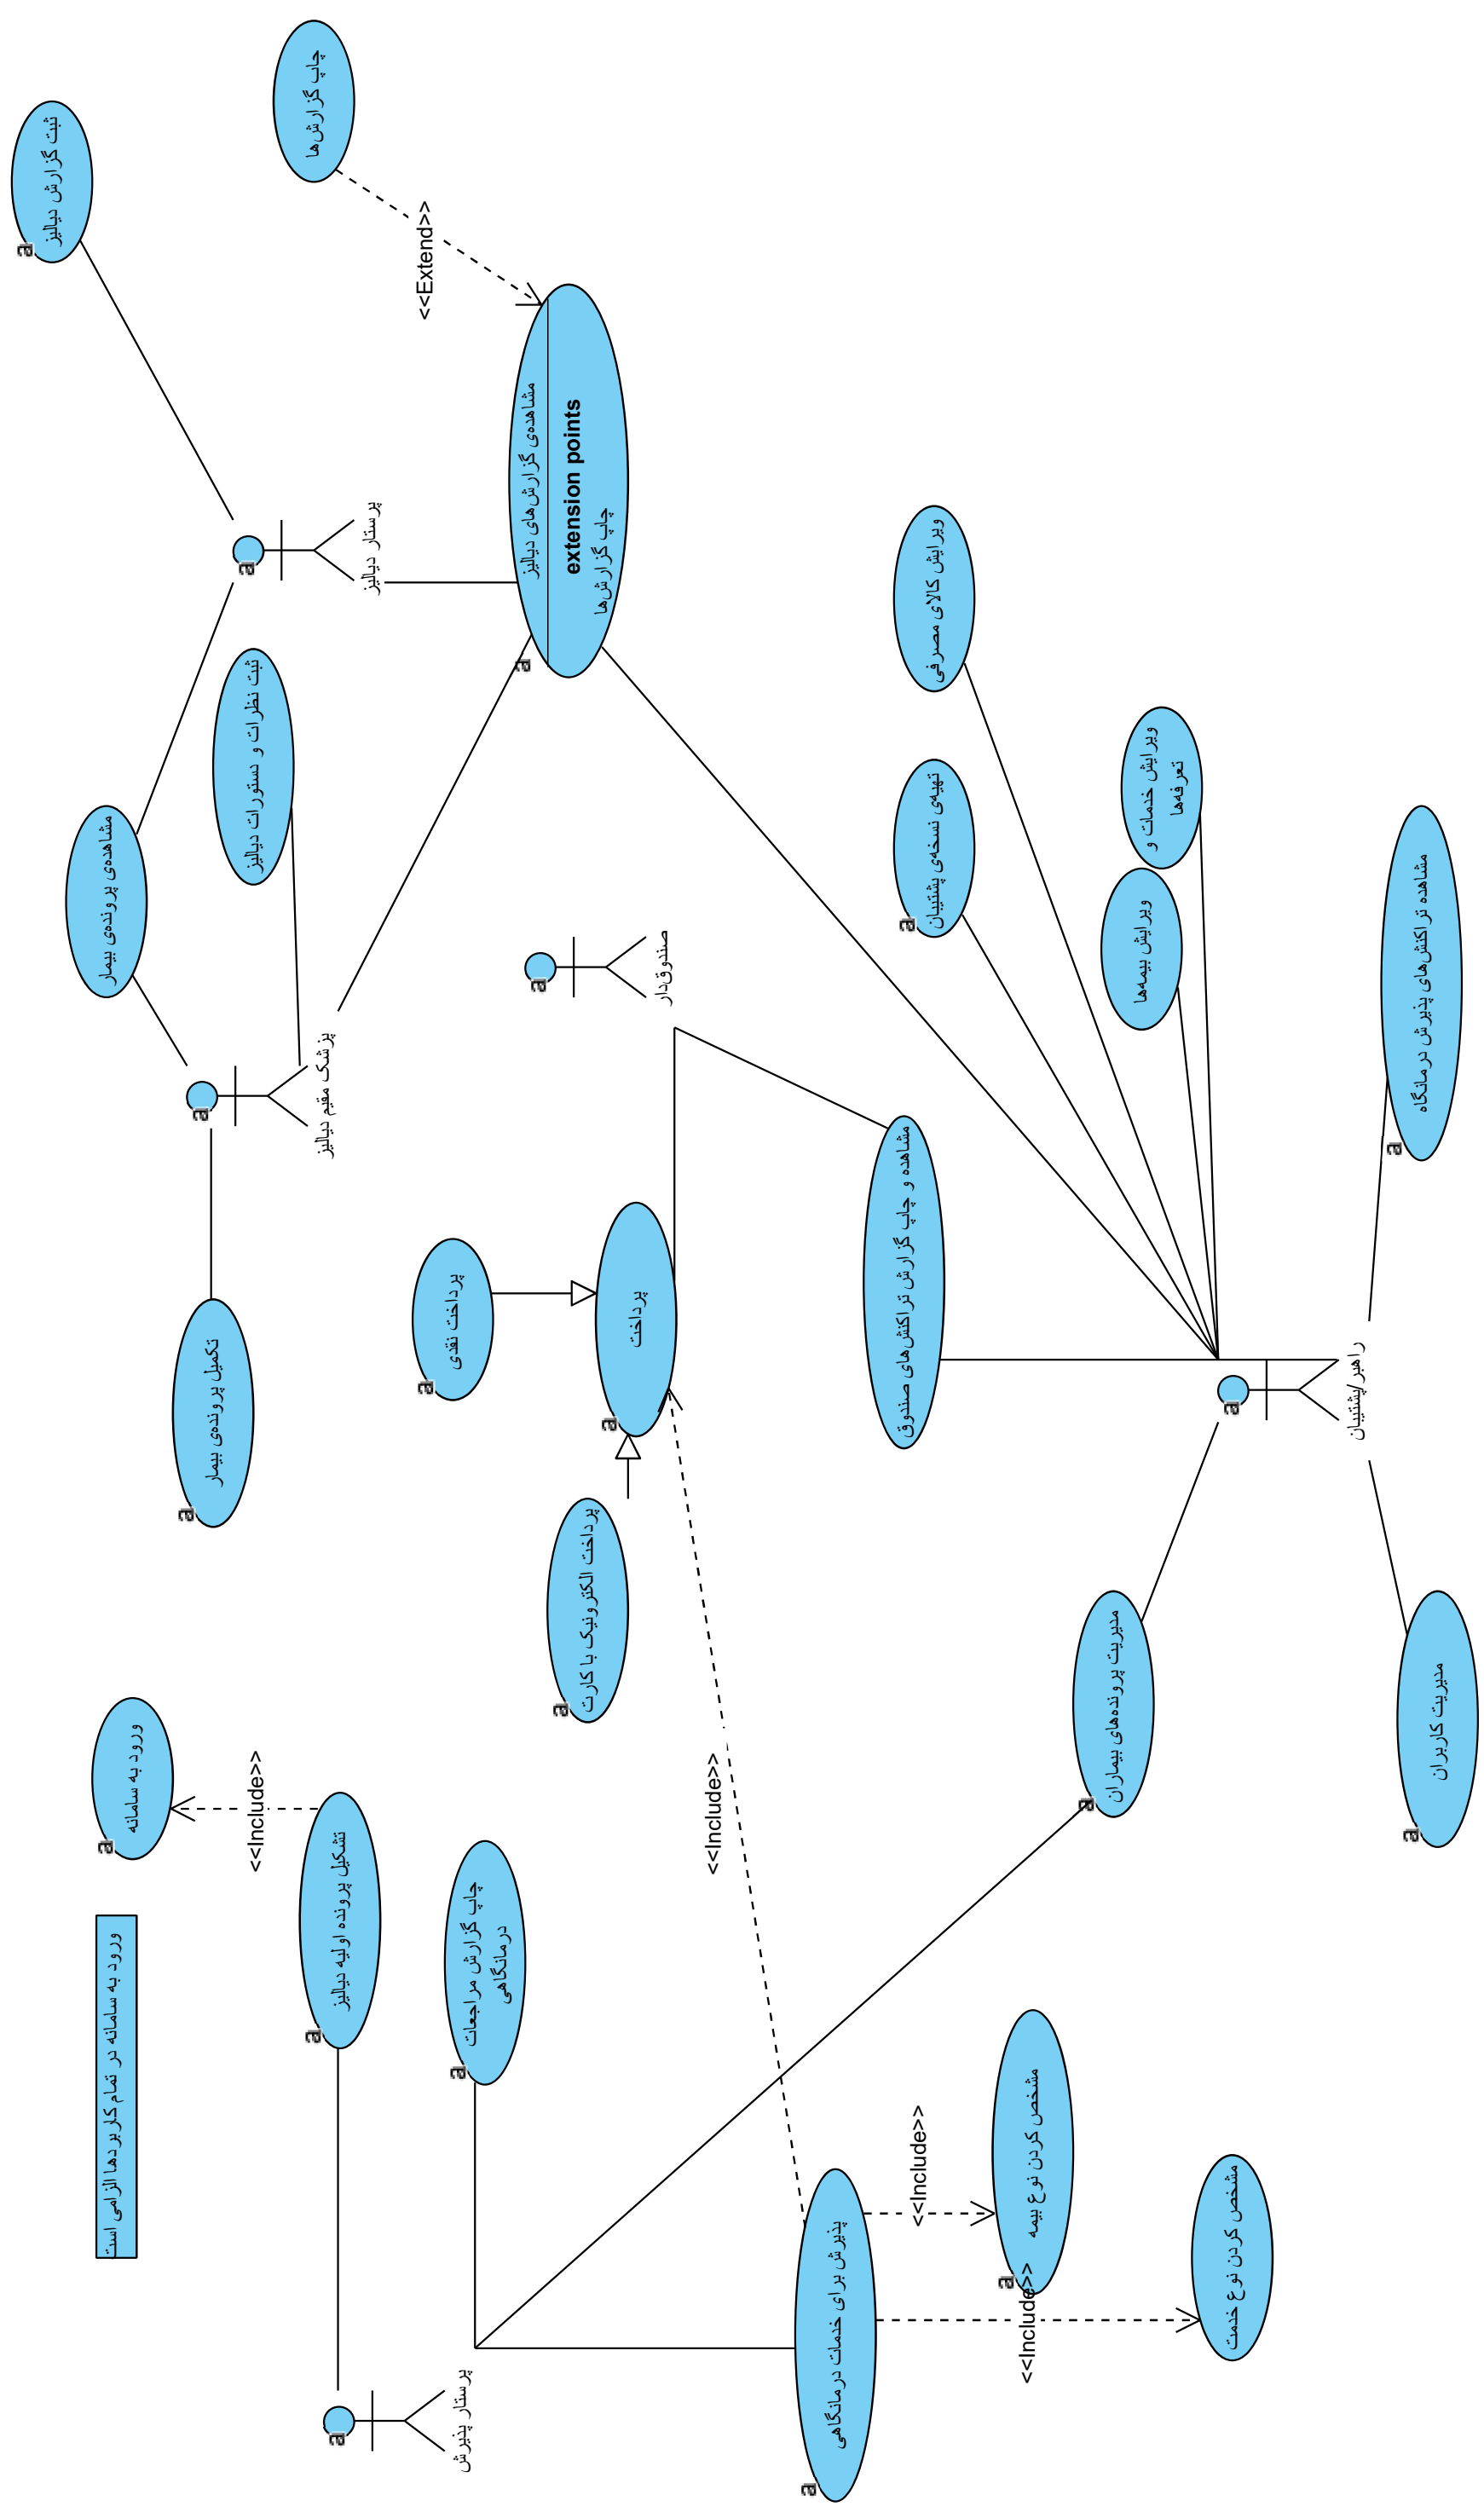 ورود به سامانه در تمام کاربردها الزامی است
ورود به سامانه
a
<<Include>>
تشکیل پرونده اولیه دیالیز
a
پرستار پذیرش
a
چاپ گزارش مراجعات
درمانگاهی
a
پذیرش برای خدمات درمانگاهی
a
<<Include>>
<<Include>>
مشخص کردن نوع بیمه
a
<<Include>>
مشخص کردن نوع خدمت
مدیریت پرونده‌های بیماران
a
مدیریت کاربران
a
تکمیل پرونده‌ی بیمار
a
پزشک مقیم دیالیز
a
مشاهده‌ی پرونده‌ی بیمار
ثبت نظرات و دستورات دیالیز
پرستار دیالیز
a
ثبت گزارش دیالیز
a
چاپ گزارش‌ها
<<Extend>>
مشاهده‌ی گزارش‌های دیالیز
extension points
چاپ گزارش‌ها
a
پرداخت نقدی
a
پرداخت
a
پرداخت الکترونیک با کارت
a
صندوق‌دار
a
مشاهده و چاپ گزارش تراکنش‌های صندوق
تهیه‌ی نسخه‌ی پشتیبان
a
ویرایش کالای مصرفی
ویرایش خدمات و
تعرفه‌ها
ویرایش بیمه‌ها
راهبر/پشتیبان
a
مشاهده تراکنش‌های پذیرش درمانگاه
a